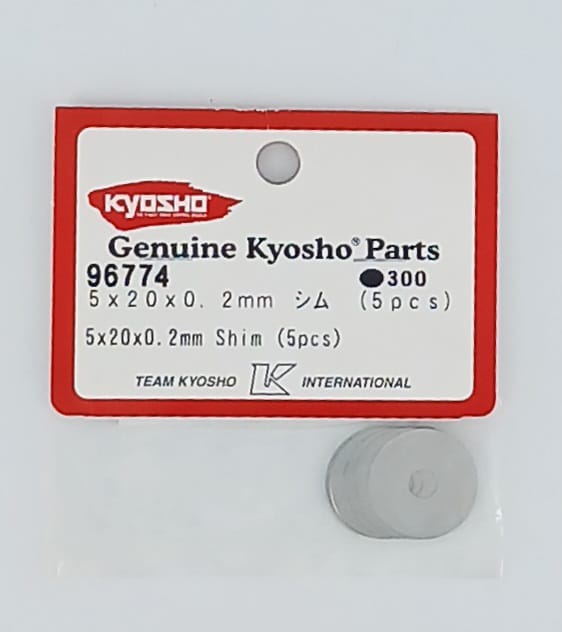 KYOSHO
Genuine Kyosho® Parts
96774 ●300
5x20x0.2mm シム (5pcs)
5x20x0.2mm Shim (5pcs)
TEAM KYOSHO K INTERNATIONAL